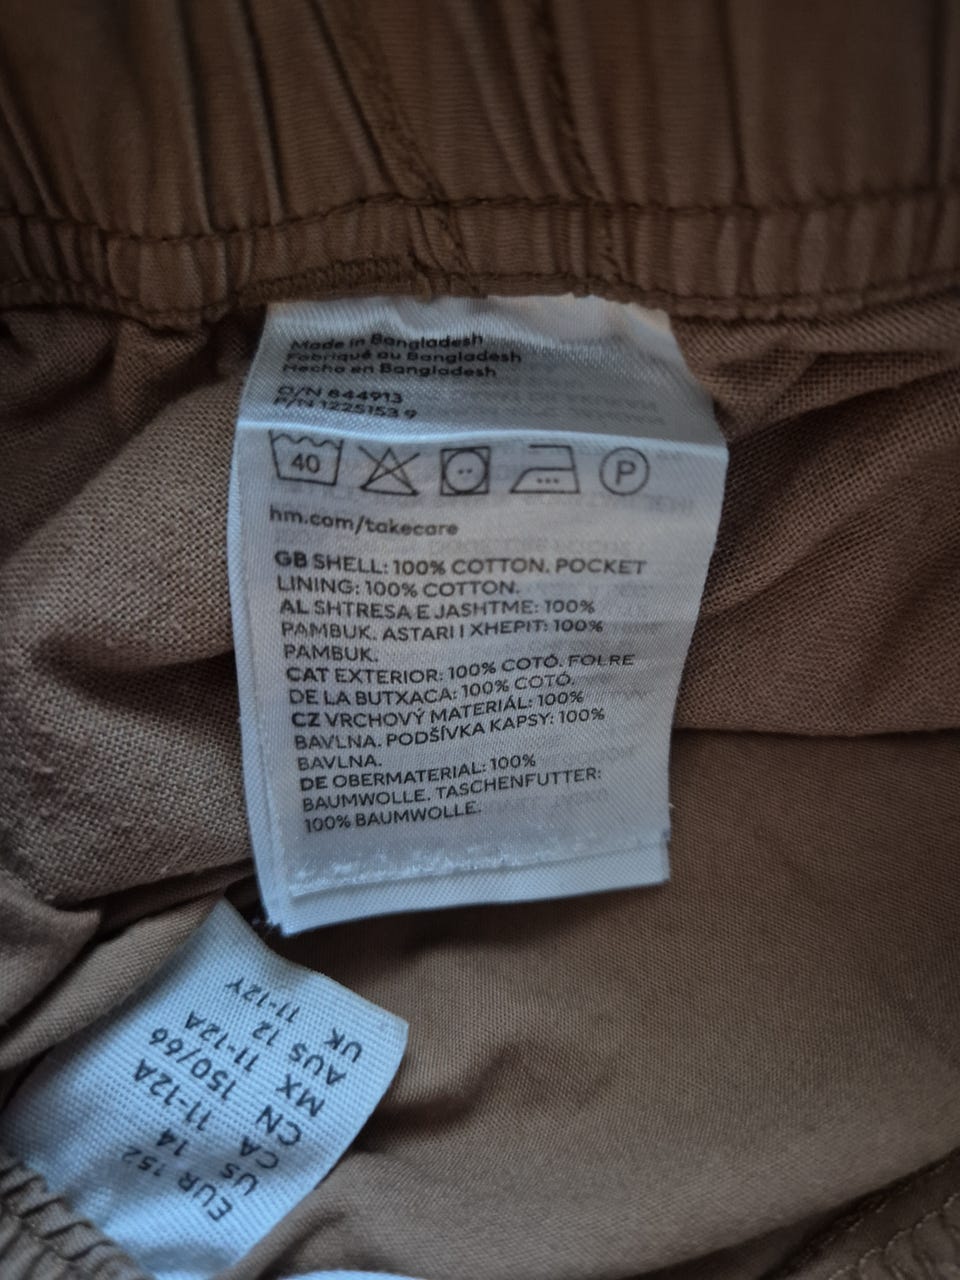 Made in Bangladesh
Fabriqué au Bangladesh
Hecho en Bangladesh
O/N 644913
P/N 1225153 9
40
P
hm.com/takecare
GB SHELL: 100% COTTON. POCKET
LINING: 100% COTTON.
AL SHTRESA E JASHTME: 100%
PAMBUK. ASTARI I XHEPIT: 100%
PAMBUK.
CAT EXTERIOR: 100% COTÓ. FOLRE
DE LA BUTXACA: 100% COTÓ.
CZ VRCHOVÝ MATERIÁL: 100%
BAVLNA. PODŠÍVKA KAPSY: 100%
BAVLNA.
DE OBERMATERIAL: 100%
BAUMWOLLE. TASCHENFUTTER:
100% BAUMWOLLE.
EUR 152
US 14
CA 11-12A
CN 150/66
MX 11-12A
AUS 12
UK 11-12Y